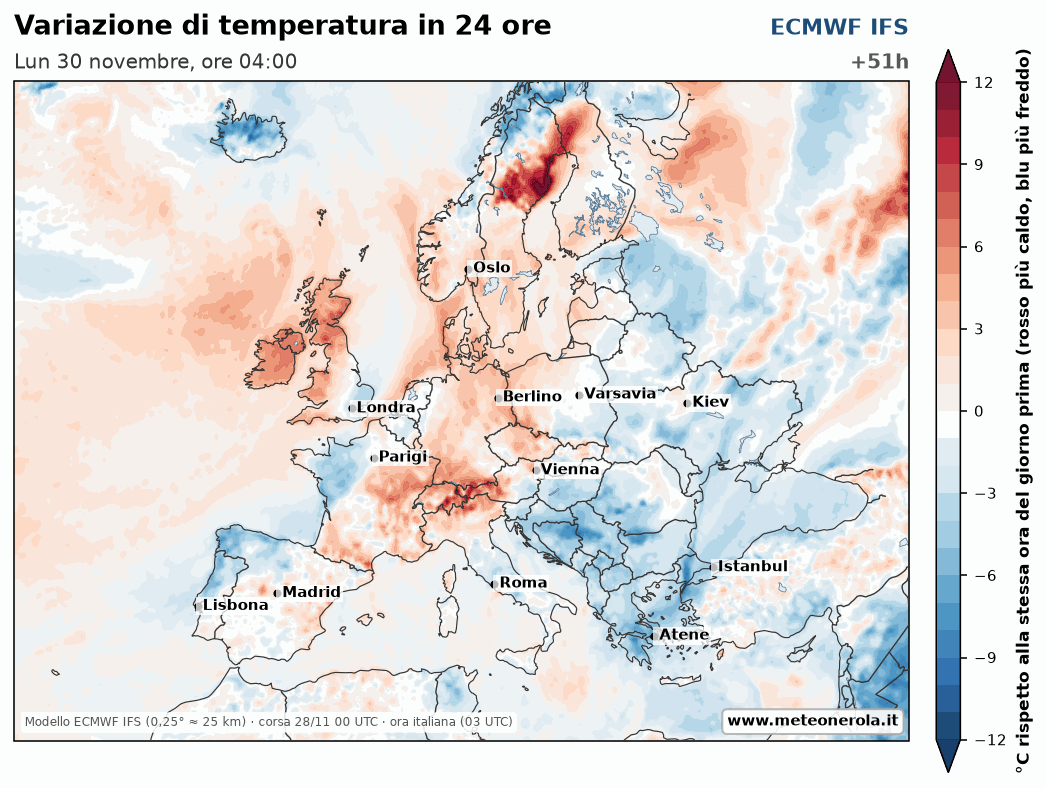 Variazione di temperatura in 24 ore
ECMWF IFS
Lun 30 novembre, ore 04:00
+51h
Oslo
Londra
Berlino
Varsavia
Kiev
Parigi
Vienna
Istanbul
Roma
Madrid
Lisbona
Atene
Modello ECMWF IFS (0,25° ≈ 25 km) · corsa 28/11 00 UTC · ora italiana (03 UTC)
www.meteonerola.it
12
9
6
3
0
−3
−6
−9
−12
°C rispetto alla stessa ora del giorno prima (rosso più caldo, blu più freddo)